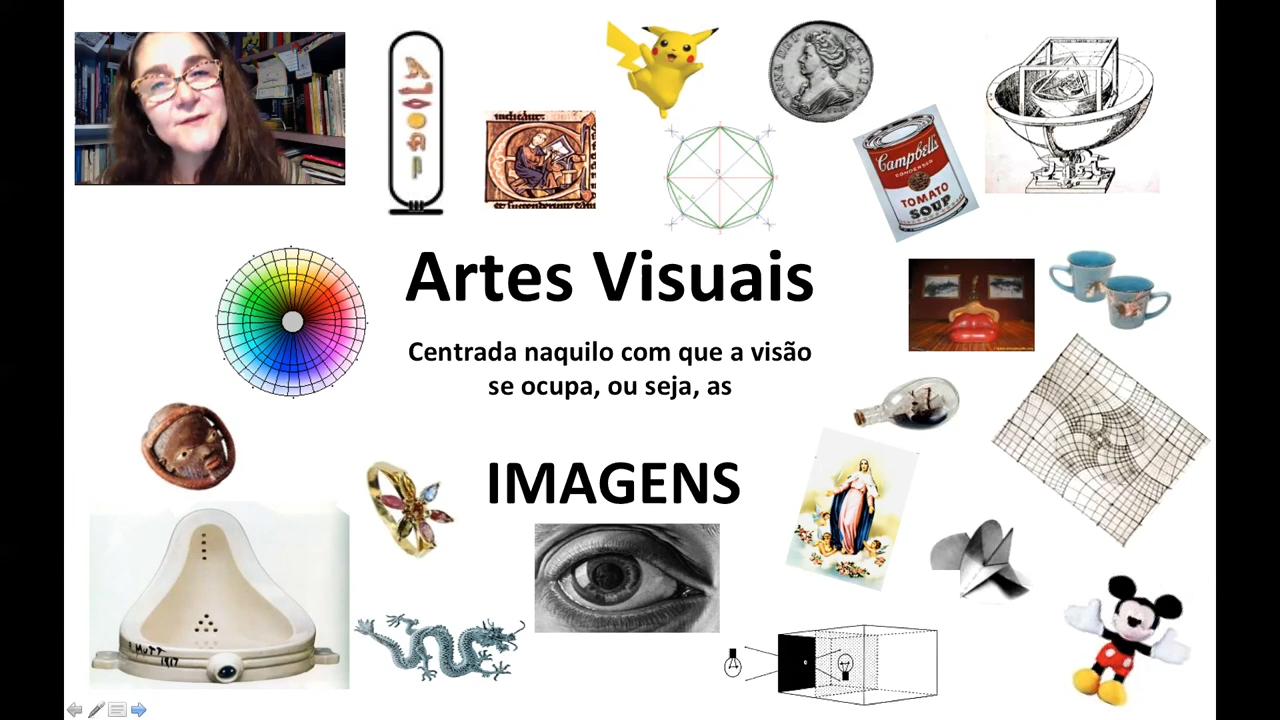 ANNE
Campbell's
CONDENSED
TOMATO
SOUP
Artes Visuais
Centrada naquilo com que a visão
se ocupa, ou seja, as
IMAGENS
R. MUTT
1917